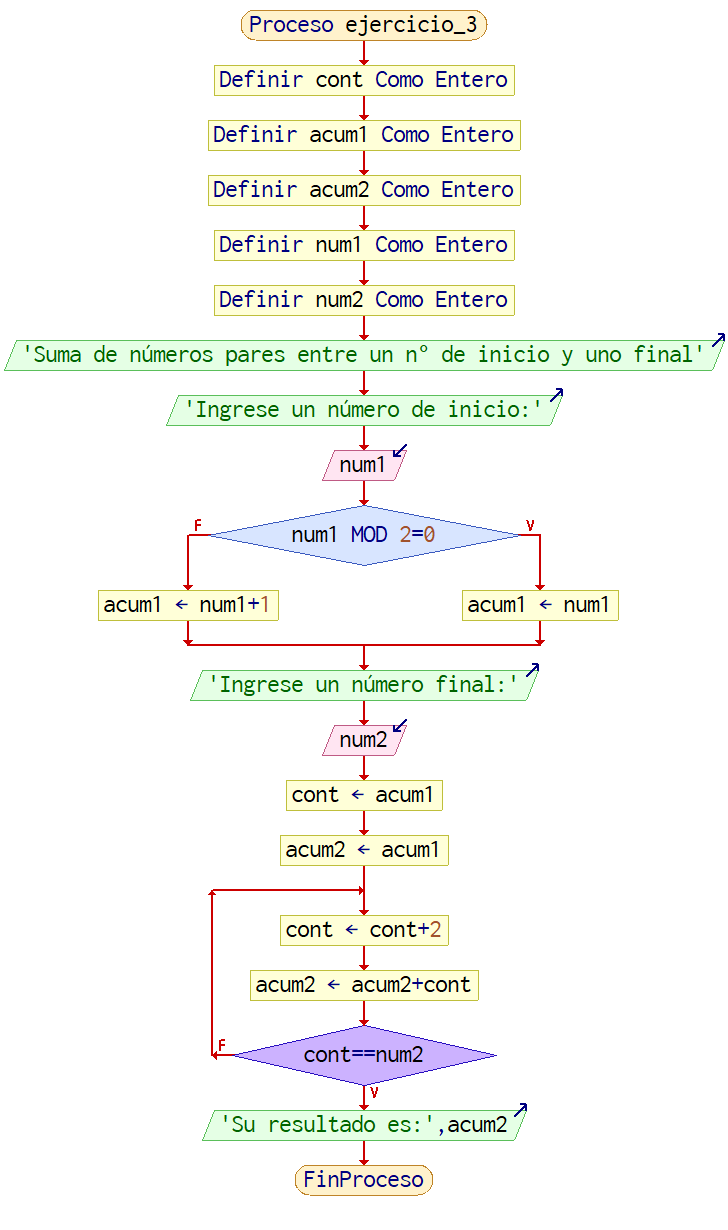 Proceso ejercicio_3
Definir cont Como Entero
Definir acum1 Como Entero
Definir acum2 Como Entero
Definir num1 Como Entero
Definir num2 Como Entero
'Suma de números pares entre un n° de inicio y uno final'
'Ingrese un número de inicio:'
num1
F
V
num1 MOD 2=0
acum1 ← num1+1
acum1 ← num1
'Ingrese un número final:'
num2
cont ← acum1
acum2 ← acum1
cont ← cont+2
acum2 ← acum2+cont
F
cont==num2
V
'Su resultado es:',acum2
FinProceso